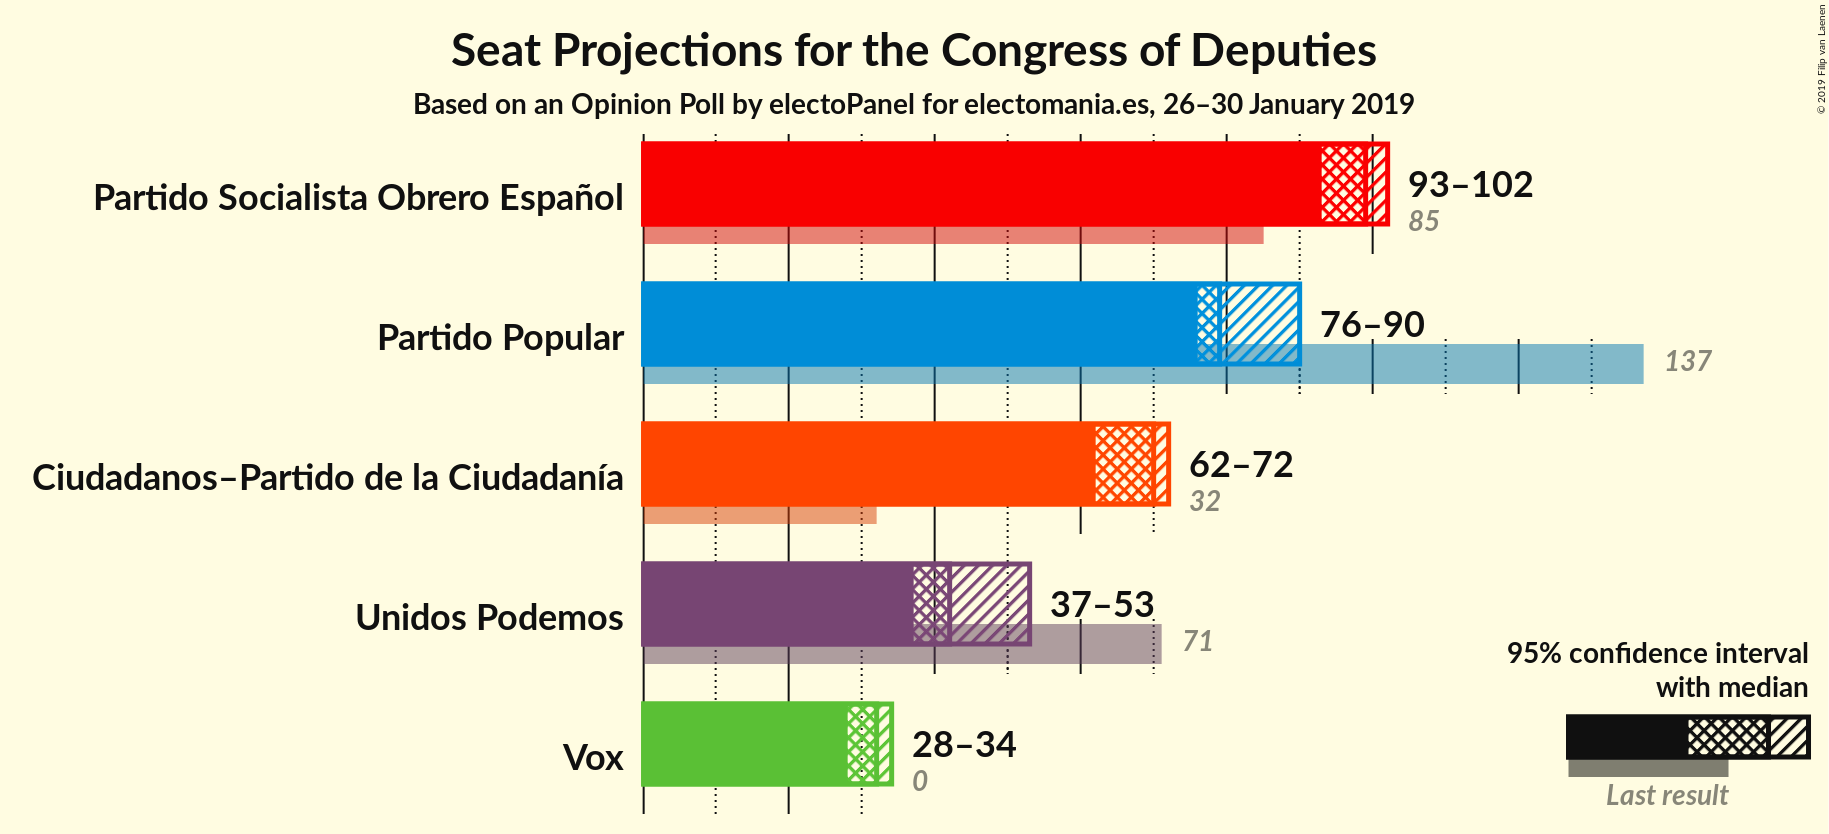 Seat Projections for the Congress of Deputies
Based on an Opinion Poll by electoPanel for electomania.es, 26–30 January 2019
© 2019 Filip van Laenen
Partido Socialista Obrero Español
93–102
85
Partido Popular
76–90
137
Ciudadanos–Partido de la Ciudadanía
62–72
32
Unidos Podemos
37–53
71
Vox
28–34
0
95% confidence interval
with median
Last result